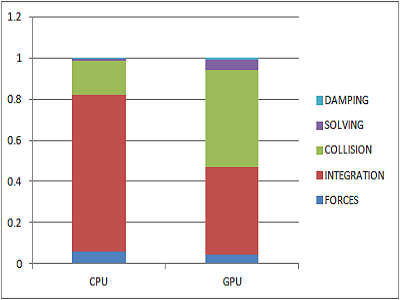 1.2
1
0.8
0.6
0.4
0.2
0
CPU
GPU
DAMPING
SOLVING
COLLISION
INTEGRATION
FORCES